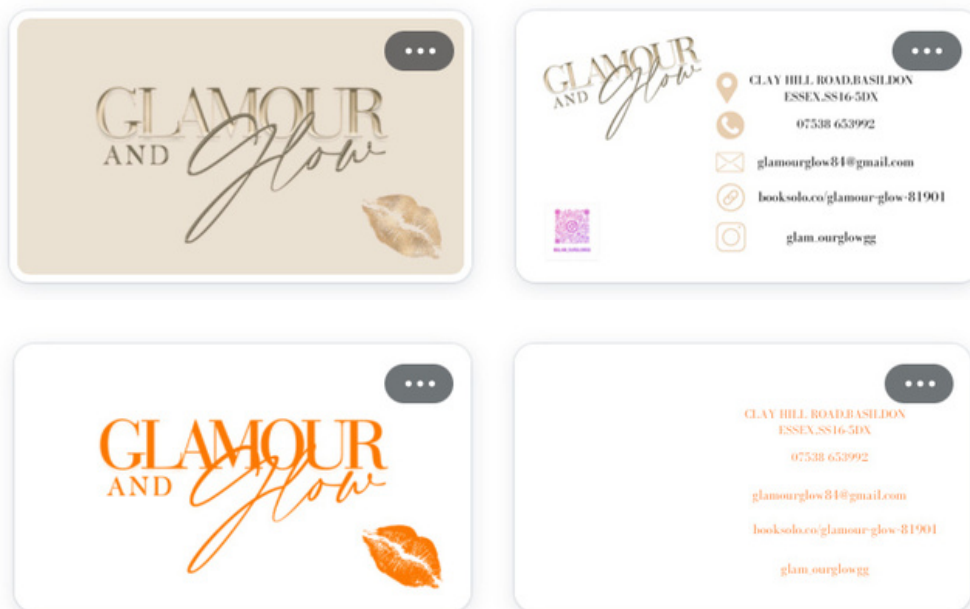 GLAMOUR
AND Glow
GLAMOUR
AND Glow
CLAY HILL ROAD,BASILDON
ESSEX,SS16-5DX
07538 653992
glamourglow84@gmail.com
booksolo.co/glamour-glow-81901
glam_ourglowgg
GLAMOUR
AND Glow
CLAY HILL ROAD,BASILDON
ESSEX,SS16-5DX
07538 653992
glamourglow84@gmail.com
booksolo.co/glamour-glow-81901
glam_ourglowgg